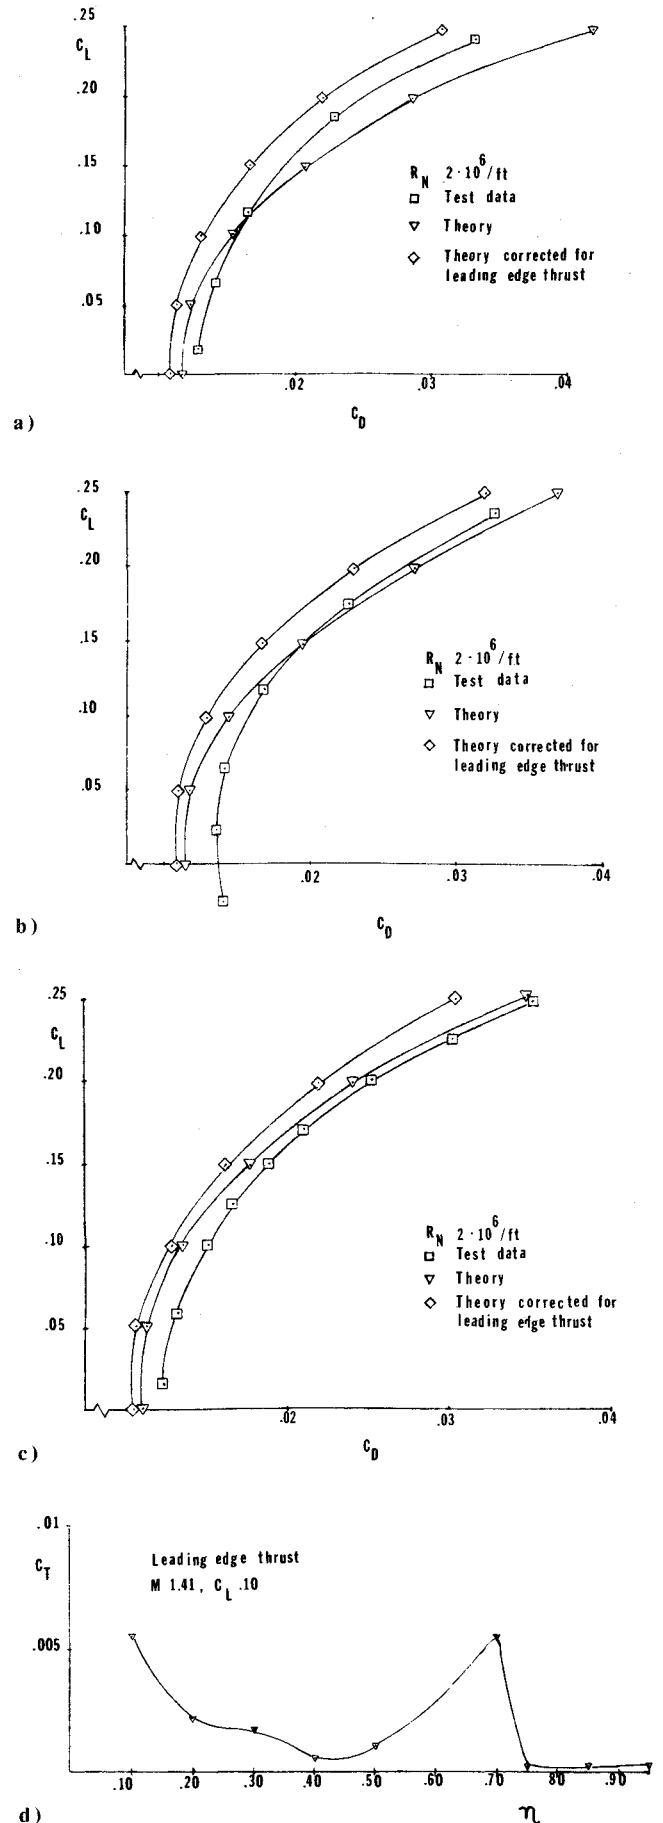 .25
C_L
.20
.15
.10
.05
R_N 2·10^6/ft
Test data
Theory
Theory corrected for
leading edge thrust
.02
.03
.04
C_D
a)
.25
C_L
.20
.15
.10
.05
R_N 2·10^6/ft
Test data
Theory
Theory corrected for
leading edge thrust
.02
.03
.04
C_D
b)
.25
C_L
.20
.15
.10
.05
R_N 2·10^6/ft
Test data
Theory
Theory corrected for
leading edge thrust
.02
.03
.04
C_D
c)
.01
C_T
Leading edge thrust
M 1.41, C_L .10
.005
.10 .20 .30 .40 .50 .60 .70 .80 .90
d)
η